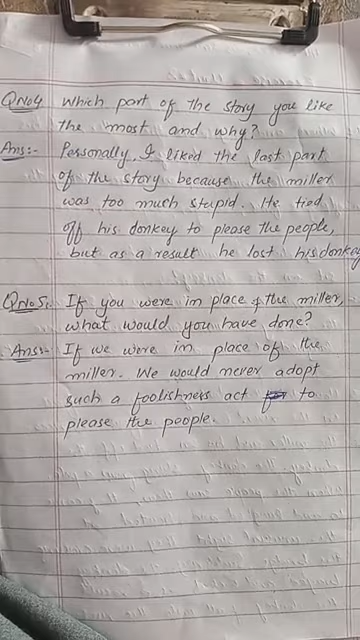 QNo4 Which part of the story you like
the most and why?
Ans:- Personally, I liked the last part
of the story because the miller
was too much stupid. He tied
off his donkey to please the people,
but as a result he lost his donkey
QNo5. If you were in place of the miller,
what would you have done?
Ans:- If we were in place of the
miller. We would never adopt
such a foolishness act to
please the people.